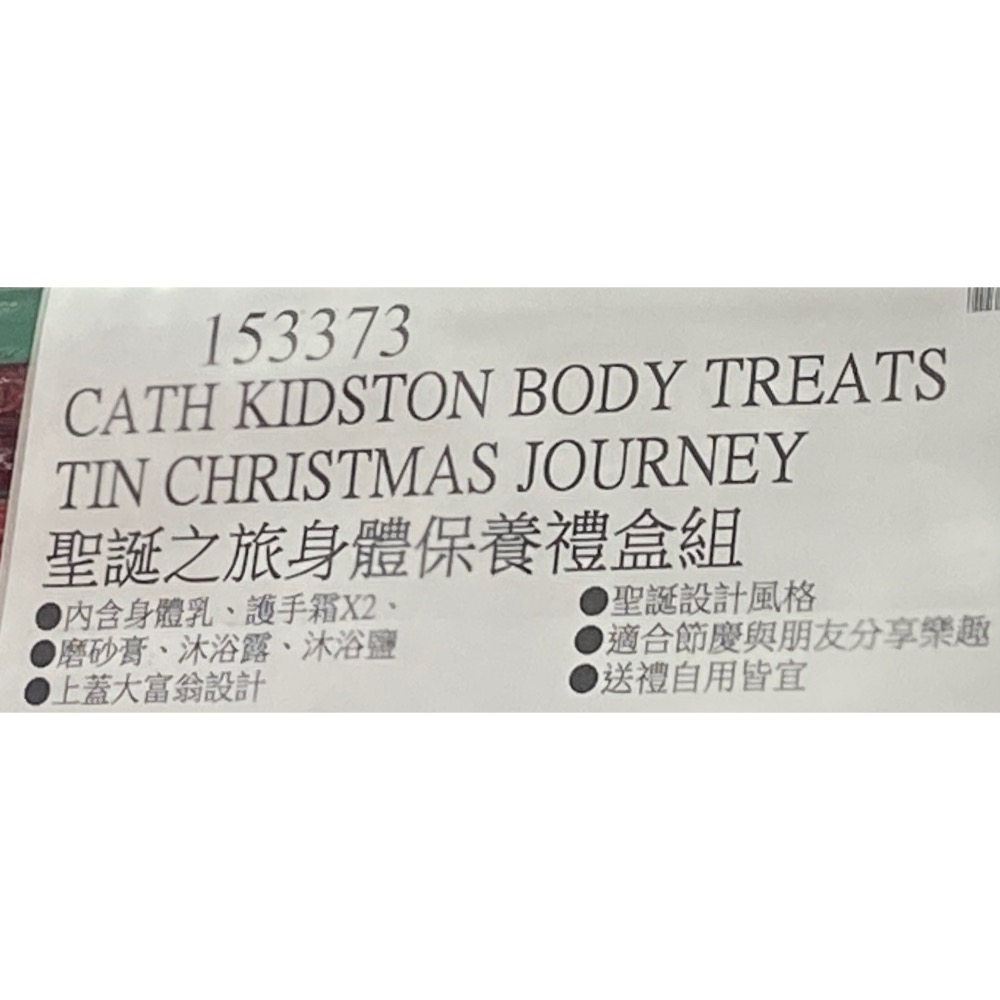 153373
CATH KIDSTON BODY TREATS
TIN CHRISTMAS JOURNEY
聖誕之旅身體保養禮盒組
●內含身體乳、護手霜X2、
●磨砂膏、沐浴露、沐浴鹽
●上蓋大富翁設計
●聖誕設計風格
●適合節慶與朋友分享樂趣
●送禮自用皆宜